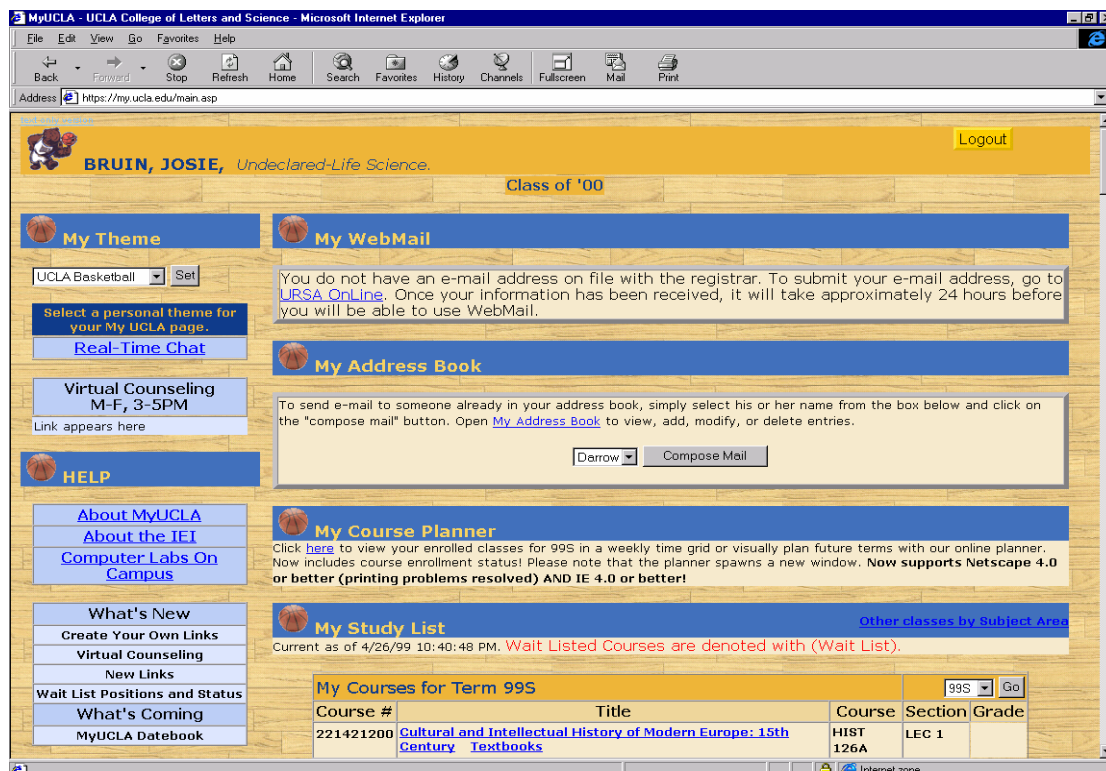 MyUCLA - UCLA College of Letters and Science - Microsoft Internet Explorer
File Edit View Go Favorites Help
Back Forward Stop Refresh Home Search Favorites History Channels Fullscreen Mail Print
Address https://my.ucla.edu/main.asp
Logout
BRUIN, JOSIE, Undeclared-Life Science.
Class of '00
My Theme
UCLA Basketball Set
Select a personal theme for
your My UCLA page.
Real-Time Chat
Virtual Counseling
M-F, 3-5PM
Link appears here
HELP
About MyUCLA
About the IEI
Computer Labs On
Campus
What's New
Create Your Own Links
Virtual Counseling
New Links
Wait List Positions and Status
What's Coming
MyUCLA Datebook
My WebMail
You do not have an e-mail address on file with the registrar. To submit your e-mail address, go to
URSA OnLine. Once your information has been received, it will take approximately 24 hours before
you will be able to use WebMail.
My Address Book
To send e-mail to someone already in your address book, simply select his or her name from the box below and click on
the "compose mail" button. Open My Address Book to view, add, modify, or delete entries.
Darrow Compose Mail
My Course Planner
Click here to view your enrolled classes for 99S in a weekly time grid or visually plan future terms with our online planner.
Now includes course enrollment status! Please note that the planner spawns a new window. Now supports Netscape 4.0
or better (printing problems resolved) AND IE 4.0 or better!
My Study List
Other classes by Subject Area
Current as of 4/26/99 10:40:48 PM. Wait Listed Courses are denoted with (Wait List).
My Courses for Term 99S 99S Go
Course # Title Course Section Grade
221421200 Cultural and Intellectual History of Modern Europe: 15th HIST LEC 1
Century Textbooks 126A
Internet zone